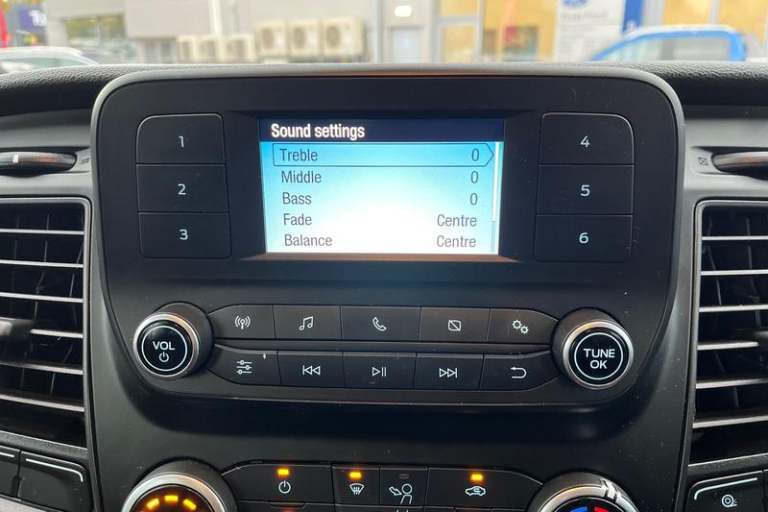 Sound settings
Treble 0
Middle 0
Bass 0
Fade Centre
Balance Centre
1
2
3
4
5
6
VOL
TUNE
OK